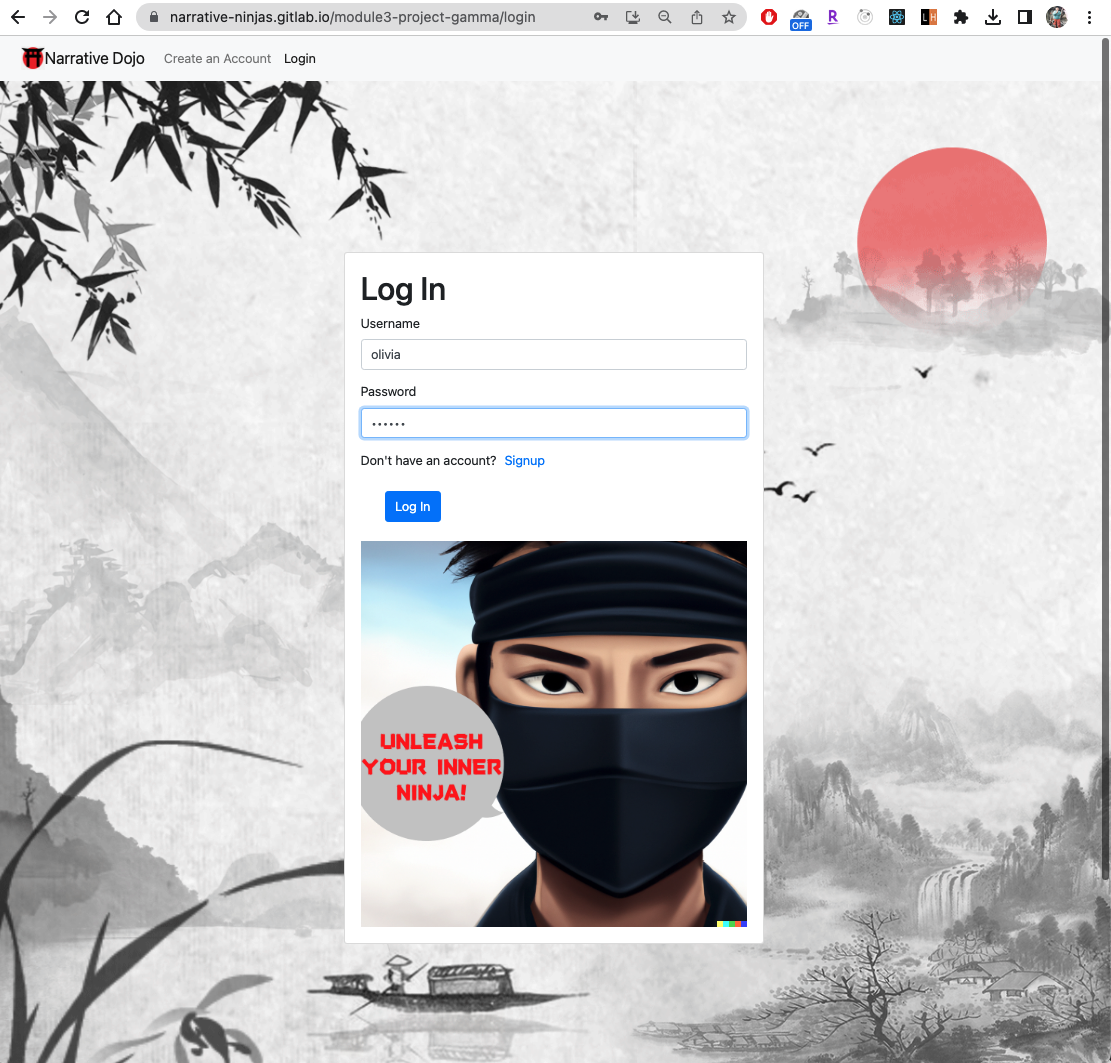 narrative-ninjas.gitlab.io/module3-project-gamma/login
OFF
R
LH
Narrative Dojo Create an Account Login
Log In
Username
olivia
Password
••••••
Don't have an account? Signup
Log In
UNLEASH
YOUR INNER
NINJA!